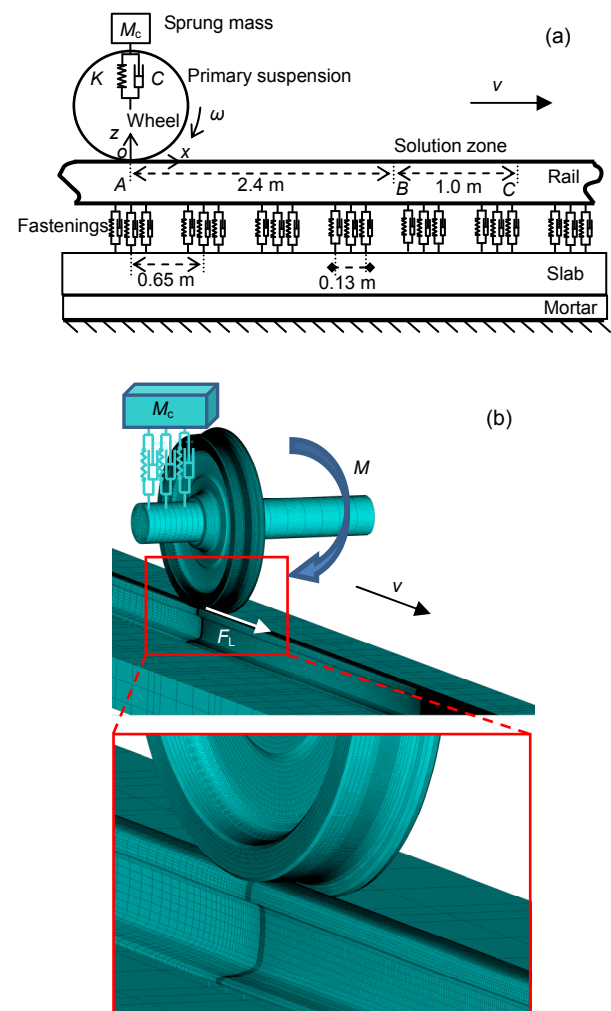 Mc
Sprung mass
(a)
K
C
Primary suspension
ω
v
Wheel
z
o
x
Solution zone
A
2.4 m
B
1.0 m
C
Rail
Fastenings
0.65 m
0.13 m
Slab
Mortar
Mc
(b)
M
v
FL